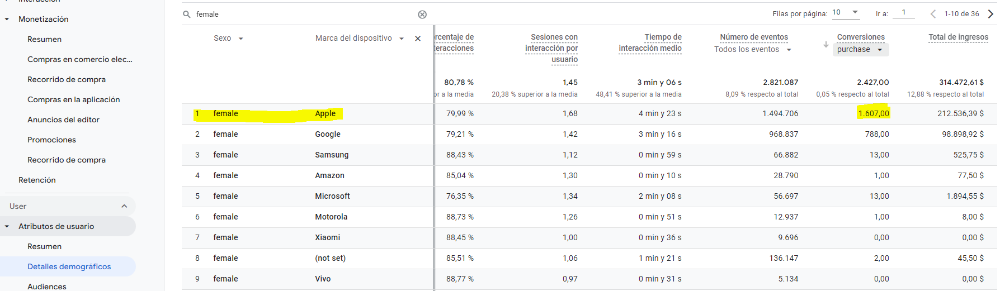 Interacción
Monetización
Resumen
Compras en comercio elec...
Recorrido de compra
Compras en la aplicación
Anuncios del editor
Promociones
Recorrido de compra
Retención
User
Atributos de usuario
Resumen
Detalles demográficos
Audiences
female
Filas por página: 10 Ir a: 1 1-10 de 36
Sexo Marca del dispositivo
rcentaje de
teracciones
Sesiones con
interacción por
usuario
Tiempo de
interacción medio
Número de eventos
Todos los eventos
Conversiones
purchase
Total de ingresos
80,78 % 1,45 3 min y 06 s 2.821.087 2.427,00 314.472,61 $
or a la media 20,38 % superior a la media 48,41 % superior a la media 8,09 % respecto al total 0,05 % respecto al total 12,88 % respecto al total
1 female Apple 79,99 % 1,68 4 min y 23 s 1.494.706 1.607,00 212.536,39 $
2 female Google 79,21 % 1,42 3 min y 16 s 968.837 788,00 98.898,92 $
3 female Samsung 88,43 % 1,12 0 min y 59 s 66.882 13,00 525,75 $
4 female Amazon 85,04 % 1,30 0 min y 10 s 28.790 1,00 77,50 $
5 female Microsoft 76,35 % 1,34 2 min y 08 s 56.697 13,00 1.894,55 $
6 female Motorola 88,73 % 1,26 0 min y 51 s 12.937 1,00 8,00 $
7 female Xiaomi 88,45 % 1,00 0 min y 36 s 9.696 0,00 0,00 $
8 female (not set) 85,51 % 1,06 1 min y 21 s 136.147 2,00 45,50 $
9 female Vivo 88,77 % 0,97 0 min y 31 s 5.134 0,00 0,00 $